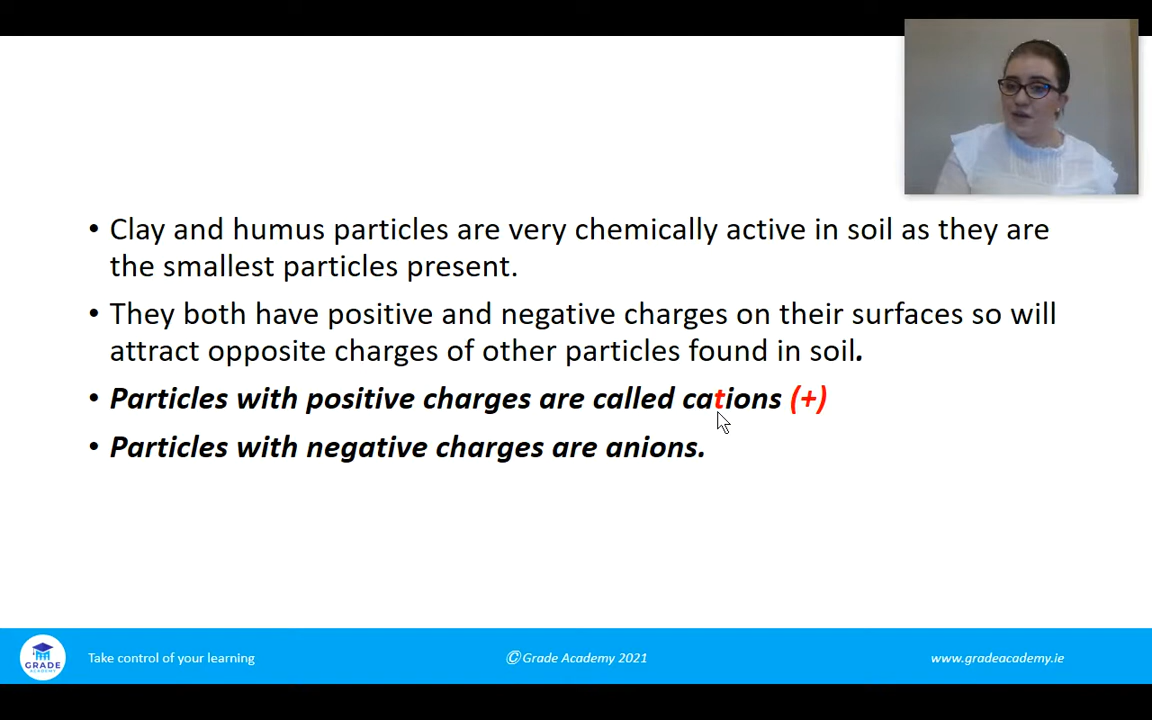 • Clay and humus particles are very chemically active in soil as they are
the smallest particles present.
• They both have positive and negative charges on their surfaces so will
attract opposite charges of other particles found in soil.
• Particles with positive charges are called cations (+)
• Particles with negative charges are anions.
GRADE
ACADEMY
Take control of your learning
©Grade Academy 2021
www.gradeacademy.ie